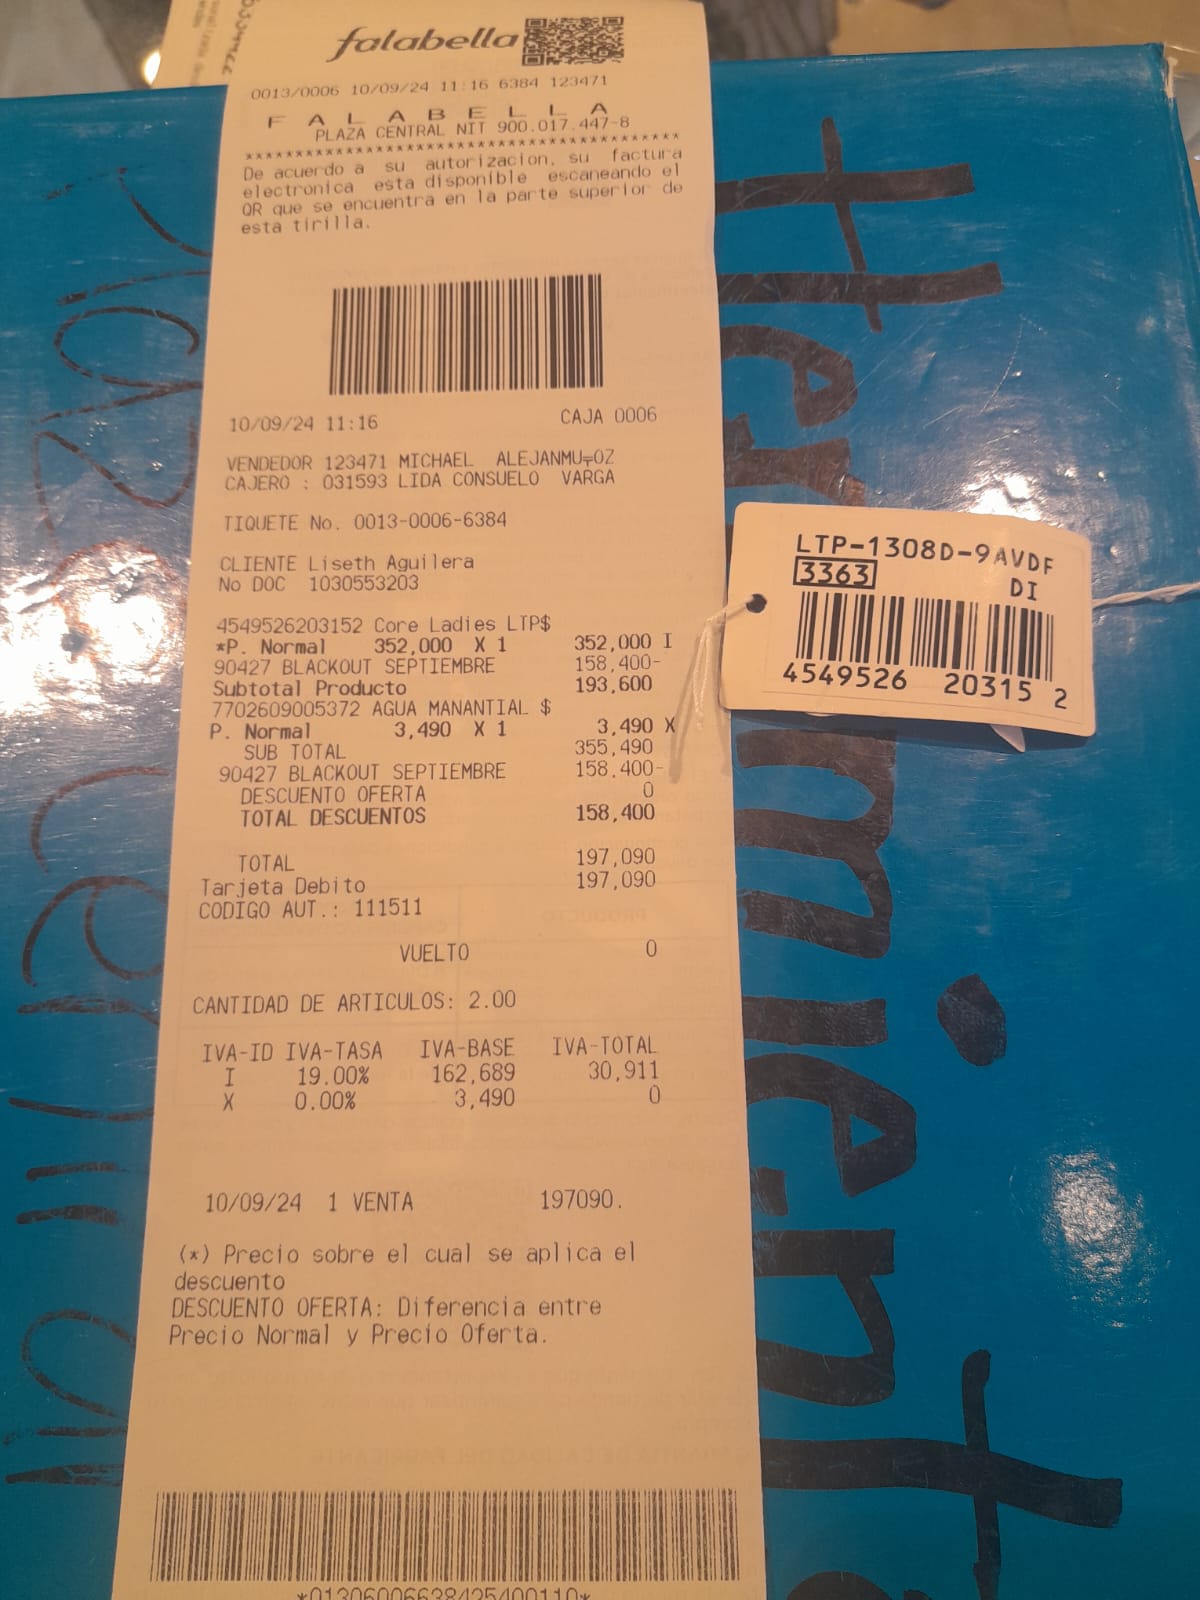 falabella
0013/0006 10/09/24 11:16 6384 123471
F A L A B E L L A
PLAZA CENTRAL NIT 900.017.447-8
****************************************
De acuerdo a su autorizacion, su factura
electronica esta disponible escaneando el
QR que se encuentra en la parte superior de
esta tirilla.
10/09/24 11:16 CAJA 0006
VENDEDOR 123471 MICHAEL ALEJANMU╤OZ
CAJERO : 031593 LIDA CONSUELO VARGA
TIQUETE No. 0013-0006-6384
CLIENTE Liseth Aguilera
No DOC 1030553203
4549526203152 Core Ladies LTP$
*P. Normal 352,000 X 1 352,000 I
90427 BLACKOUT SEPTIEMBRE 158,400-
Subtotal Producto 193,600
7702609005372 AGUA MANANTIAL $
P. Normal 3,490 X 1 3,490 X
SUB TOTAL 355,490
90427 BLACKOUT SEPTIEMBRE 158,400-
DESCUENTO OFERTA 0
TOTAL DESCUENTOS 158,400
TOTAL 197,090
Tarjeta Debito 197,090
CODIGO AUT.: 111511
VUELTO 0
CANTIDAD DE ARTICULOS: 2.00
IVA-ID IVA-TASA IVA-BASE IVA-TOTAL
I 19.00% 162,689 30,911
X 0.00% 3,490 0
10/09/24 1 VENTA 197090.
(*) Precio sobre el cual se aplica el
descuento
DESCUENTO OFERTA: Diferencia entre
Precio Normal y Precio Oferta.
LTP-1308D-9AVDF
3363 DI
4549526 20315 2